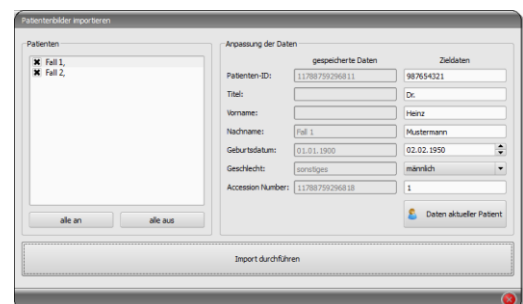 Patientenbilder importieren
Patienten
Fall 1,
Fall 2,
alle an
alle aus
Anpassung der Daten
gespeicherte Daten
Zieldaten
Patienten-ID:
11788759296811
987654321
Titel:
Dr.
Vorname:
Heinz
Nachname:
Fall 1
Mustermann
Geburtsdatum:
01.01.1900
02.02.1950
Geschlecht:
sonstiges
männlich
Accession Number:
11788759296818
1
Daten aktueller Patient
Import durchführen